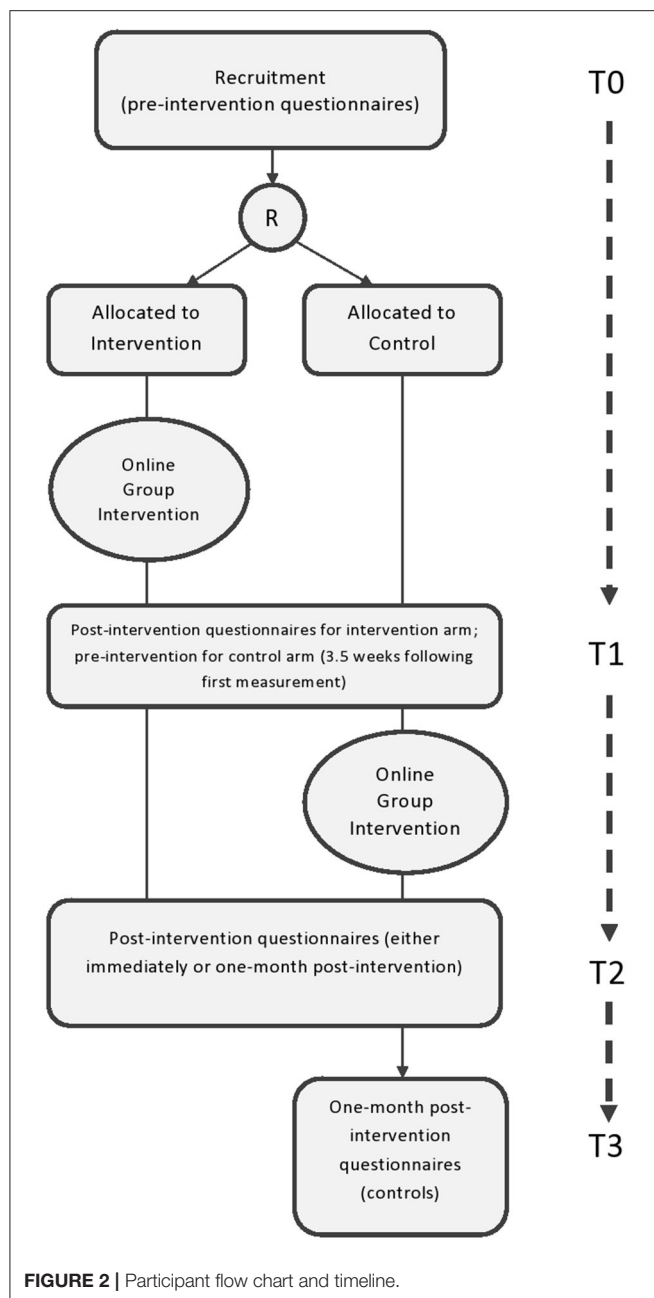 Recruitment
(pre-intervention questionnaires)
T0
R
Allocated to
Intervention
Allocated to
Control
Online
Group
Intervention
Post-intervention questionnaires for intervention arm;
pre-intervention for control arm (3.5 weeks following
first measurement)
T1
Online
Group
Intervention
Post-intervention questionnaires (either
immediately or one-month post-intervention)
T2
One-month post-
intervention
questionnaires
(controls)
T3
FIGURE 2 | Participant flow chart and timeline.